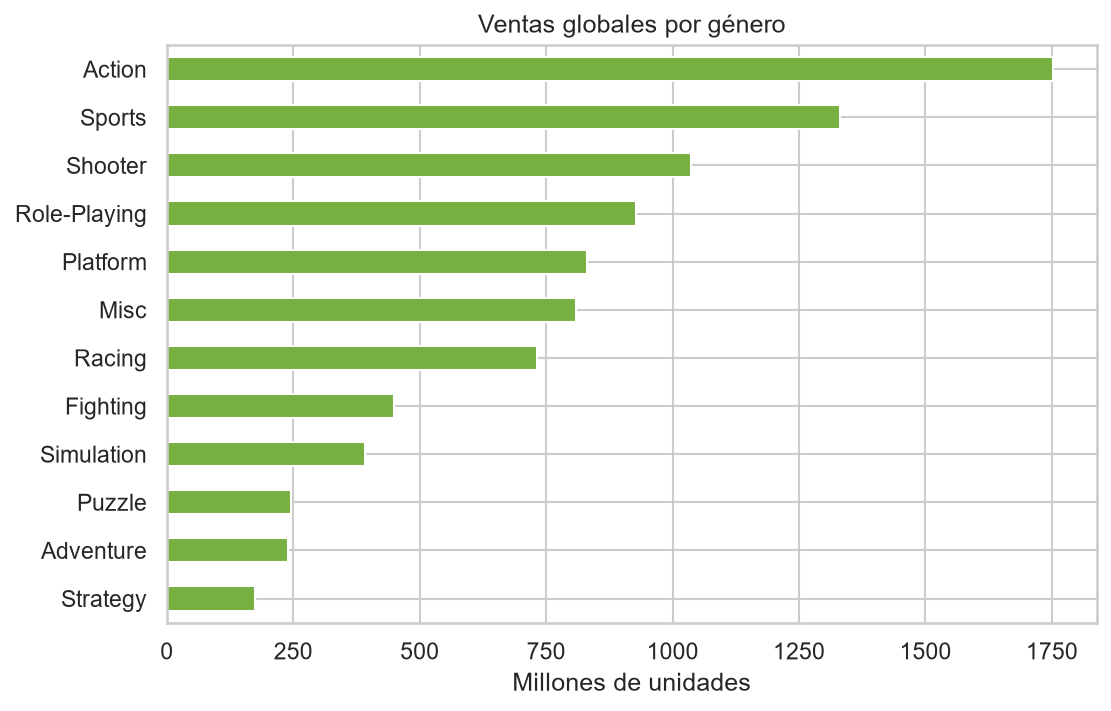 Ventas globales por género
Action
Sports
Shooter
Role-Playing
Platform
Misc
Racing
Fighting
Simulation
Puzzle
Adventure
Strategy
0 250 500 750 1000 1250 1500 1750
Millones de unidades